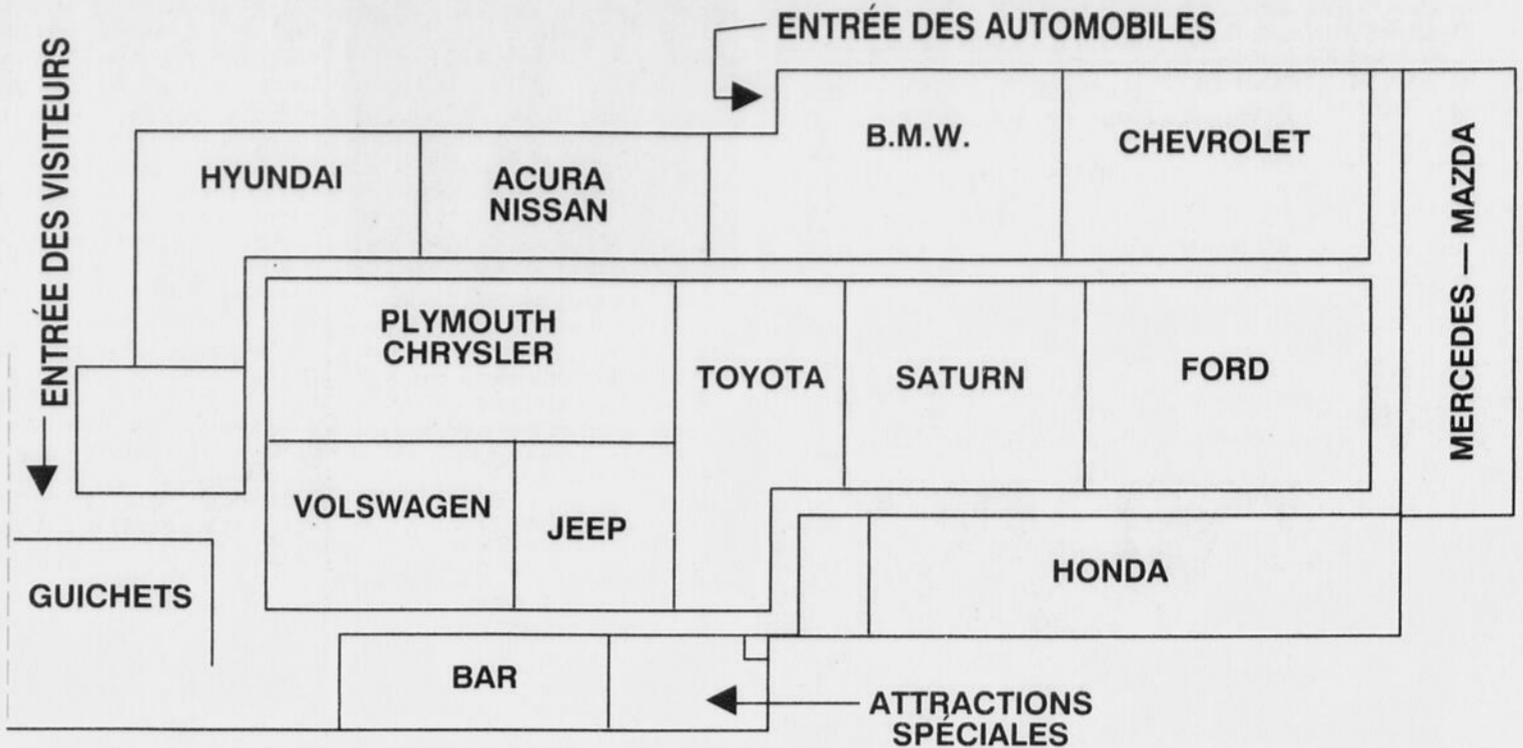 ENTRÉE DES AUTOMOBILES
ENTRÉE DES VISITEURS
B.M.W.
CHEVROLET
HYUNDAI
ACURA
NISSAN
MERCEDES — MAZDA
PLYMOUTH
CHRYSLER
TOYOTA
SATURN
FORD
VOLSWAGEN
JEEP
HONDA
GUICHETS
BAR
ATTRACTIONS
SPÉCIALES